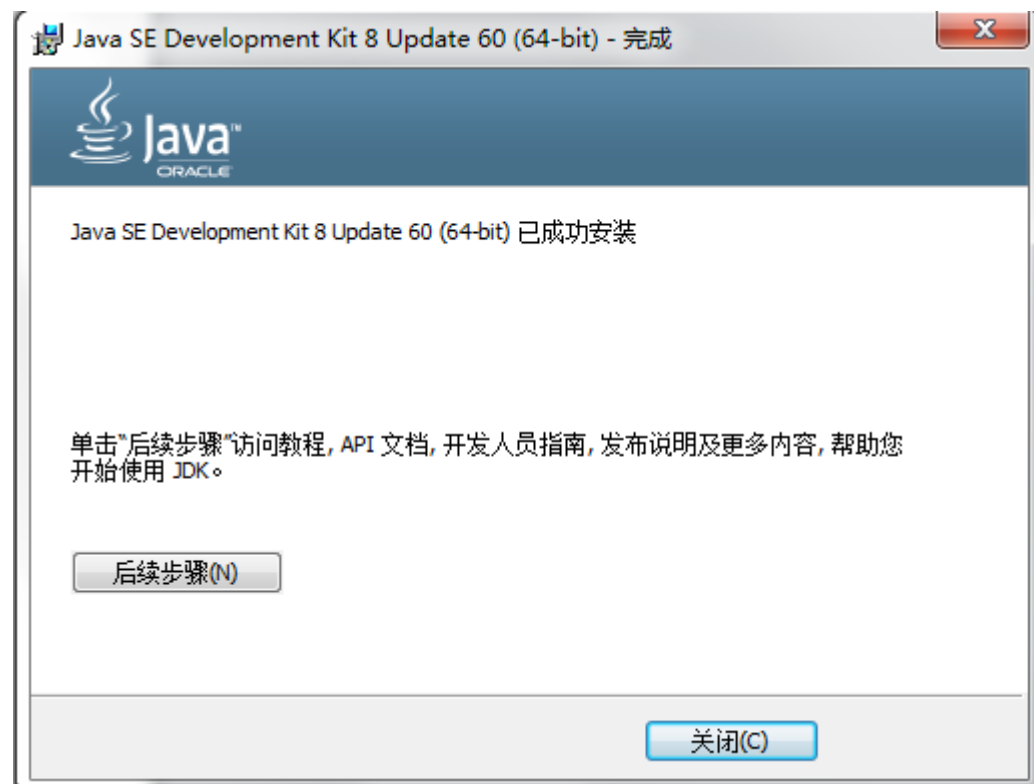 Java SE Development Kit 8 Update 60 (64-bit) - 完成
Java™
ORACLE
Java SE Development Kit 8 Update 60 (64-bit) 已成功安装
单击"后续步骤"访问教程, API 文档, 开发人员指南, 发布说明及更多内容, 帮助您
开始使用 JDK。
后续步骤(N)
关闭(C)